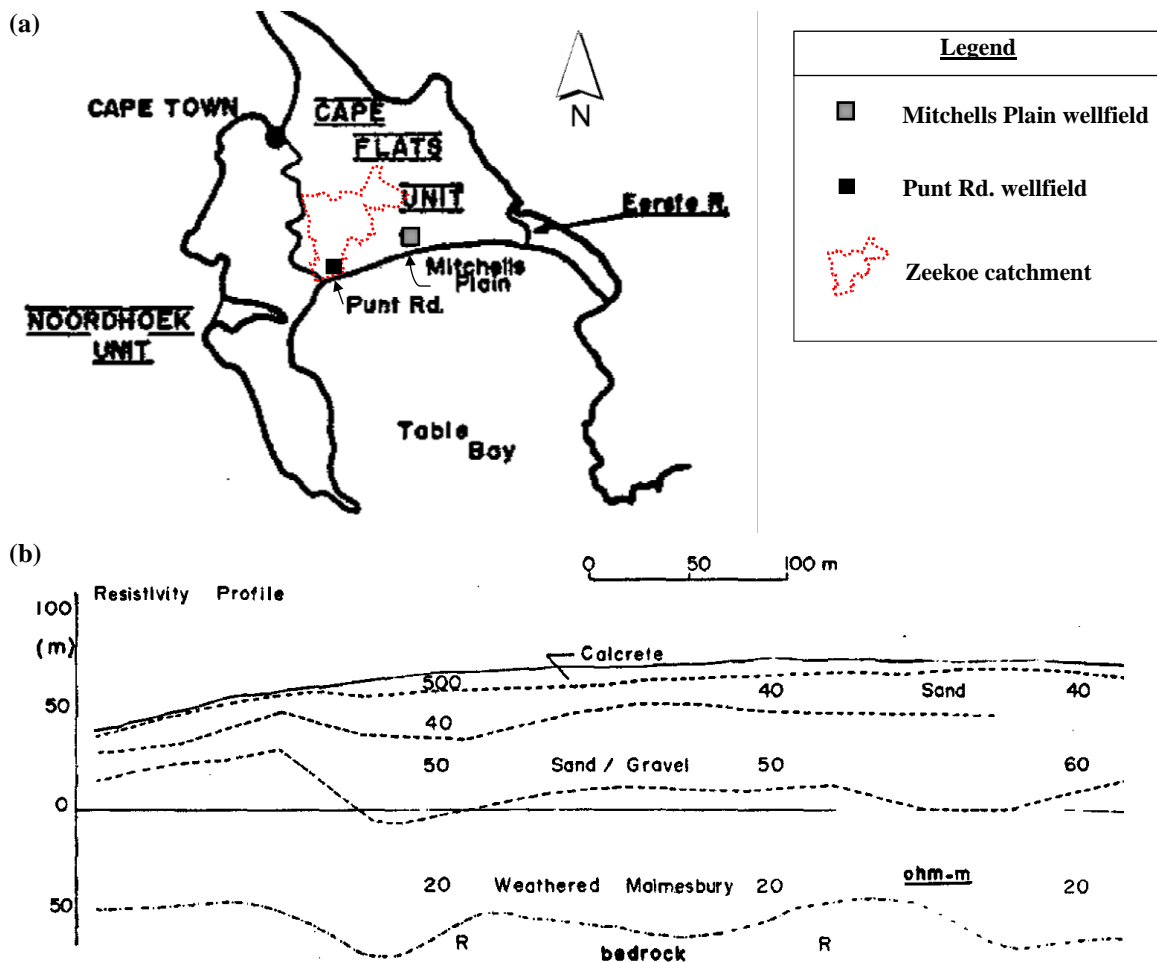 (a)
CAPE TOWN
CAPE
FLATS
UNIT
N
Eerste R.
Mitchells
Plain
Punt Rd.
NOORDHOEK
UNIT
Table
Bay
Legend
Mitchells Plain wellfield
Punt Rd. wellfield
Zeekoe catchment
(b)
0 50 100 m
Resistivity Profile
100
(m)
Calcrete
500 40 Sand 40
50
40
50 Sand / Gravel 50 60
0
ohm-m
20 Weathered Malmesbury 20 20
50
R R
bedrock